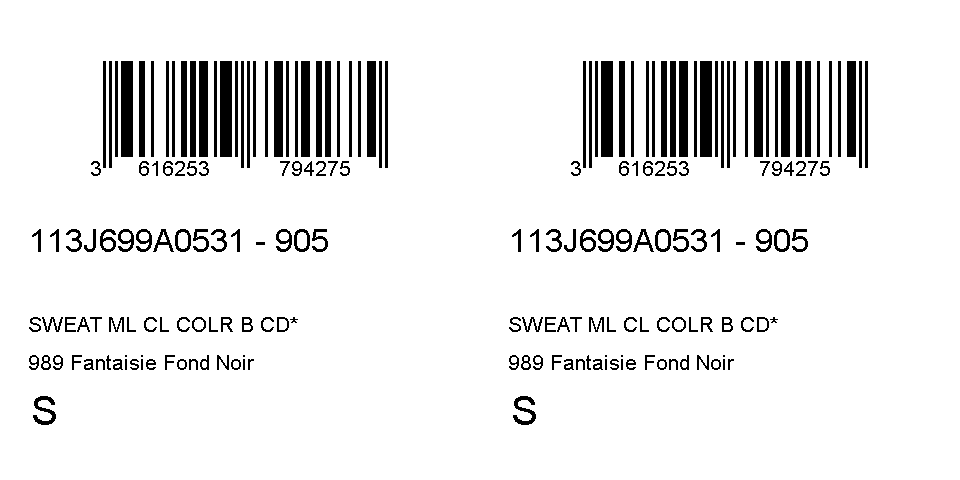 3 616253 794275
113J699A0531 - 905
SWEAT ML CL COLR B CD*
989 Fantaisie Fond Noir
S
3 616253 794275
113J699A0531 - 905
SWEAT ML CL COLR B CD*
989 Fantaisie Fond Noir
S